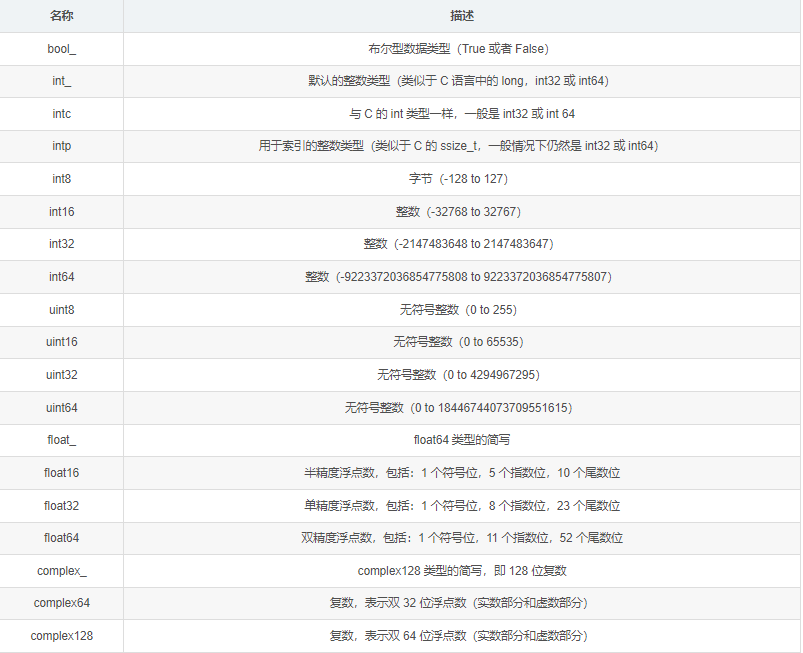 名称 描述
bool_ 布尔型数据类型（True 或者 False）
int_ 默认的整数类型（类似于 C 语言中的 long，int32 或 int64）
intc 与 C 的 int 类型一样，一般是 int32 或 int 64
intp 用于索引的整数类型（类似于 C 的 ssize_t，一般情况下仍然是 int32 或 int64）
int8 字节（-128 to 127）
int16 整数（-32768 to 32767）
int32 整数（-2147483648 to 2147483647）
int64 整数（-9223372036854775808 to 9223372036854775807）
uint8 无符号整数（0 to 255）
uint16 无符号整数（0 to 65535）
uint32 无符号整数（0 to 4294967295）
uint64 无符号整数（0 to 18446744073709551615）
float_ float64 类型的简写
float16 半精度浮点数，包括：1 个符号位，5 个指数位，10 个尾数位
float32 单精度浮点数，包括：1 个符号位，8 个指数位，23 个尾数位
float64 双精度浮点数，包括：1 个符号位，11 个指数位，52 个尾数位
complex_ complex128 类型的简写，即 128 位复数
complex64 复数，表示双 32 位浮点数（实数部分和虚数部分）
complex128 复数，表示双 64 位浮点数（实数部分和虚数部分）